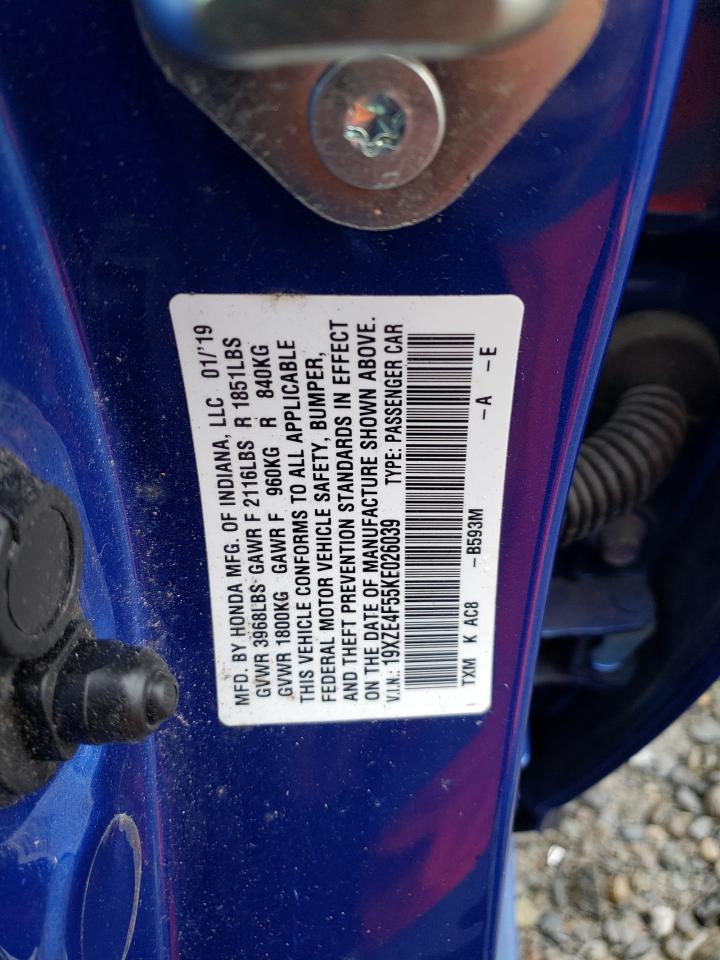 MFD. BY HONDA MFG. OF INDIANA, LLC 01/'19
GVWR 3968LBS GAWR F 2116LBS R 1851LBS
GVWR 1800KG GAWR F 960KG R 840KG
THIS VEHICLE CONFORMS TO ALL APPLICABLE
FEDERAL MOTOR VEHICLE SAFETY, BUMPER,
AND THEFT PREVENTION STANDARDS IN EFFECT
ON THE DATE OF MANUFACTURE SHOWN ABOVE.
V.I.N.: 19XZE4F55KE026039 TYPE: PASSENGER CAR
TXM K AC8 –B593M –A –E